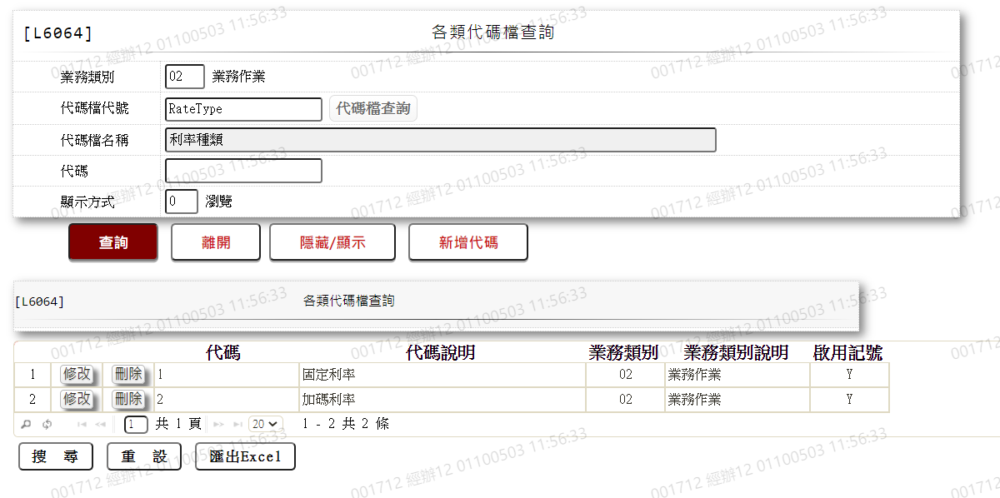 [L6064] 各類代碼檔查詢
業務類別 02 業務作業
代碼檔代號 RateType 代碼檔查詢
代碼檔名稱 利率種類
代碼
顯示方式 0 瀏覽
查詢 離開 隱藏/顯示 新增代碼
[L6064] 各類代碼檔查詢
代碼 代碼說明 業務類別 業務類別說明 啟用記號
1 修改 刪除 1 固定利率 02 業務作業 Y
2 修改 刪除 2 加碼利率 02 業務作業 Y
1 共 1 頁 20 1 - 2 共 2 條
搜 尋 重 設 匯出Excel
001712 經辦12 01100503 11:56:33